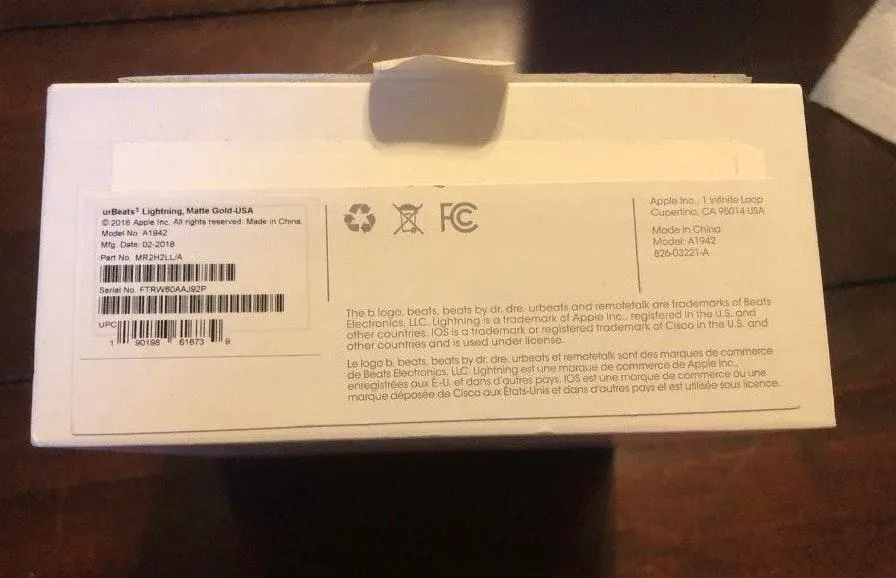 urBeats³ Lightning, Matte Gold-USA
© 2018 Apple Inc. All rights reserved. Made in China.
Model No. A1942
Mfg. Date: 02-2018
Part No. MR2H2LL/A
Serial No. FTRW60AAJ92P
UPC
1 90198 61673 9
FC
Apple Inc., 1 Infinite Loop
Cupertino, CA 95014 USA
Made in China
Model: A1942
826-03221-A
The b logo, beats, beats by dr. dre, urbeats and remotetalk are trademarks of Beats
Electronics, LLC. Lightning is a trademark of Apple Inc., registered in the U.S. and
other countries. IOS is a trademark or registered trademark of Cisco in the U.S. and
other countries and is used under license.
Le logo b, beats, beats by dr. dre, urbeats et remotetalk sont des marques de commerce
de Beats Electronics, LLC. Lightning est une marque de commerce de Apple Inc.,
enregistrées aux É.-U. et dans d'autres pays. IOS est une marque de commerce ou une
marque déposée de Cisco aux États-Unis et dans d'autres pays et est utilisée sous licence.